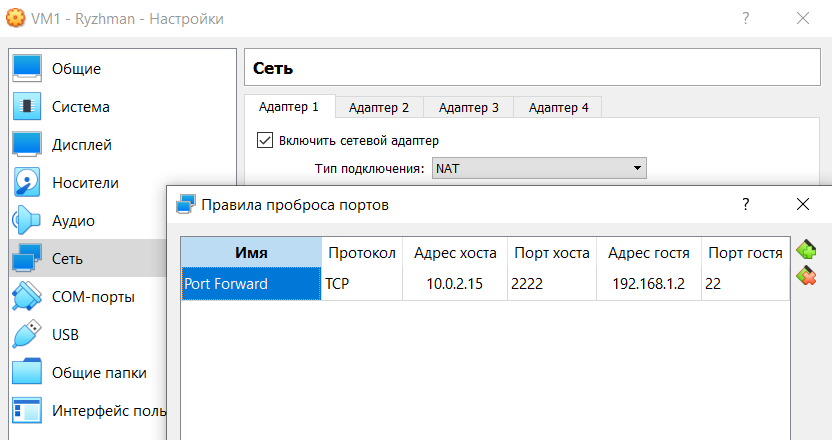 VM1 - Ryzhman - Настройки
Общие
Система
Дисплей
Носители
Аудио
Сеть
COM-порты
USB
Общие папки
Интерфейс поль
Сеть
Адаптер 1 Адаптер 2 Адаптер 3 Адаптер 4
Включить сетевой адаптер
Тип подключения: NAT
Правила проброса портов
Имя Протокол Адрес хоста Порт хоста Адрес гостя Порт гостя
Port Forward TCP 10.0.2.15 2222 192.168.1.2 22